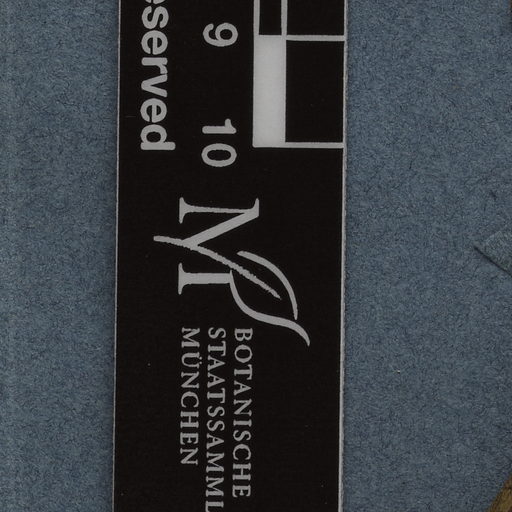 eserved
9 10
BOTANISCHE
STAATSSAMML
MÜNCHEN